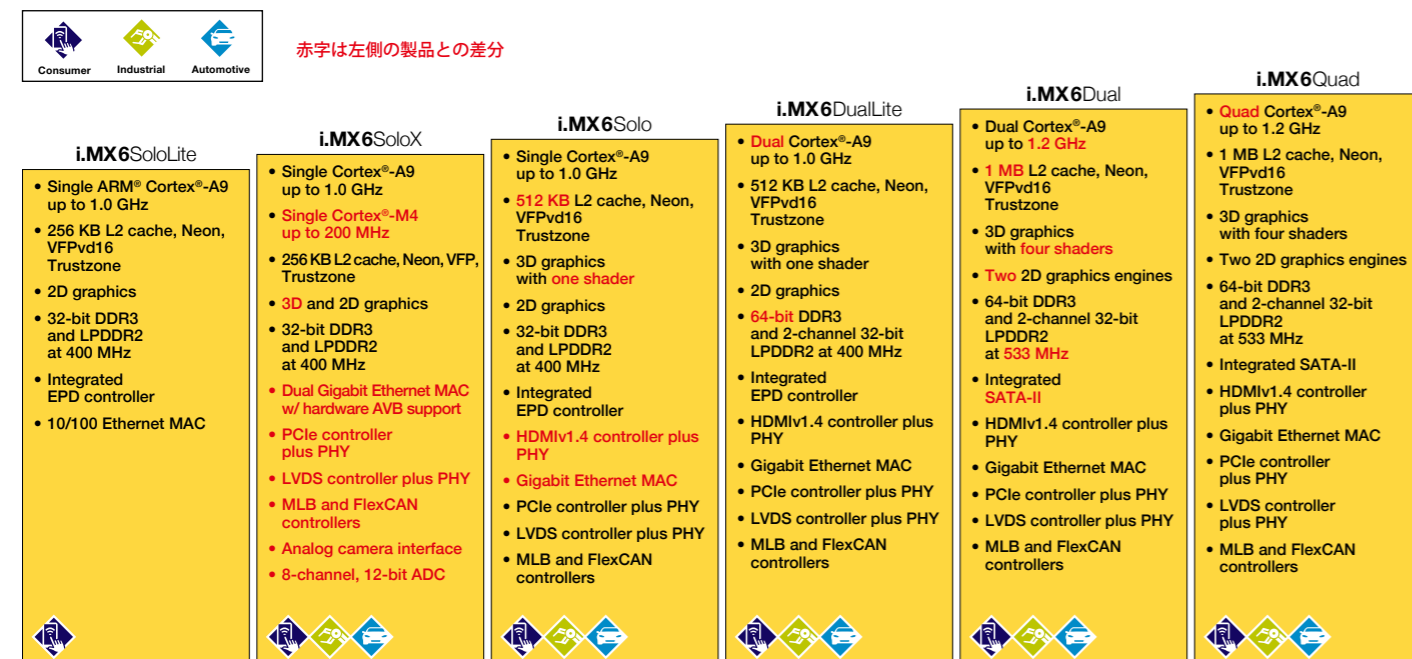 Consumer Industrial Automotive
赤字は左側の製品との差分
i.MX6SoloLite
• Single ARM® Cortex®-A9
up to 1.0 GHz
• 256 KB L2 cache, Neon,
VFPvd16
Trustzone
• 2D graphics
• 32-bit DDR3
and LPDDR2
at 400 MHz
• Integrated
EPD controller
• 10/100 Ethernet MAC
i.MX6SoloX
• Single Cortex®-A9
up to 1.0 GHz
• Single Cortex®-M4
up to 200 MHz
• 256 KB L2 cache, Neon, VFP,
Trustzone
• 3D and 2D graphics
• 32-bit DDR3
and LPDDR2
at 400 MHz
• Dual Gigabit Ethernet MAC
w/ hardware AVB support
• PCIe controller
plus PHY
• LVDS controller plus PHY
• MLB and FlexCAN
controllers
• Analog camera interface
• 8-channel, 12-bit ADC
i.MX6Solo
• Single Cortex®-A9
up to 1.0 GHz
• 512 KB L2 cache, Neon,
VFPvd16
Trustzone
• 3D graphics
with one shader
• 2D graphics
• 32-bit DDR3
and LPDDR2
at 400 MHz
• Integrated
EPD controller
• HDMIv1.4 controller plus
PHY
• Gigabit Ethernet MAC
• PCIe controller plus PHY
• LVDS controller plus PHY
• MLB and FlexCAN
controllers
i.MX6DualLite
• Dual Cortex®-A9
up to 1.0 GHz
• 512 KB L2 cache, Neon,
VFPvd16
Trustzone
• 3D graphics
with one shader
• 2D graphics
• 64-bit DDR3
and 2-channel 32-bit
LPDDR2 at 400 MHz
• Integrated
EPD controller
• HDMIv1.4 controller plus
PHY
• Gigabit Ethernet MAC
• PCIe controller plus PHY
• LVDS controller plus PHY
• MLB and FlexCAN
controllers
i.MX6Dual
• Dual Cortex®-A9
up to 1.2 GHz
• 1 MB L2 cache, Neon,
VFPvd16
Trustzone
• 3D graphics
with four shaders
• Two 2D graphics engines
• 64-bit DDR3
and 2-channel 32-bit
LPDDR2
at 533 MHz
• Integrated
SATA-II
• HDMIv1.4 controller plus
PHY
• Gigabit Ethernet MAC
• PCIe controller plus PHY
• LVDS controller plus PHY
• MLB and FlexCAN
controllers
i.MX6Quad
• Quad Cortex®-A9
up to 1.2 GHz
• 1 MB L2 cache, Neon,
VFPvd16
Trustzone
• 3D graphics
with four shaders
• Two 2D graphics engines
• 64-bit DDR3
and 2-channel 32-bit
LPDDR2
at 533 MHz
• Integrated SATA-II
• HDMIv1.4 controller
plus PHY
• Gigabit Ethernet MAC
• PCIe controller
plus PHY
• LVDS controller
plus PHY
• MLB and FlexCAN
controllers